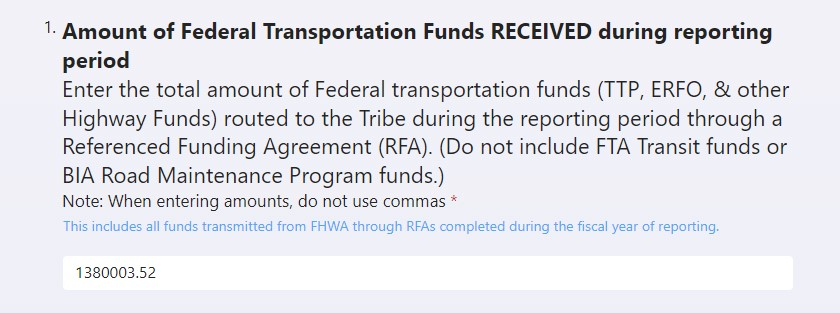 1. Amount of Federal Transportation Funds RECEIVED during reporting
period
Enter the total amount of Federal transportation funds (TTP, ERFO, & other
Highway Funds) routed to the Tribe during the reporting period through a
Referenced Funding Agreement (RFA). (Do not include FTA Transit funds or
BIA Road Maintenance Program funds.)
Note: When entering amounts, do not use commas *
This includes all funds transmitted from FHWA through RFAs completed during the fiscal year of reporting.
1380003.52